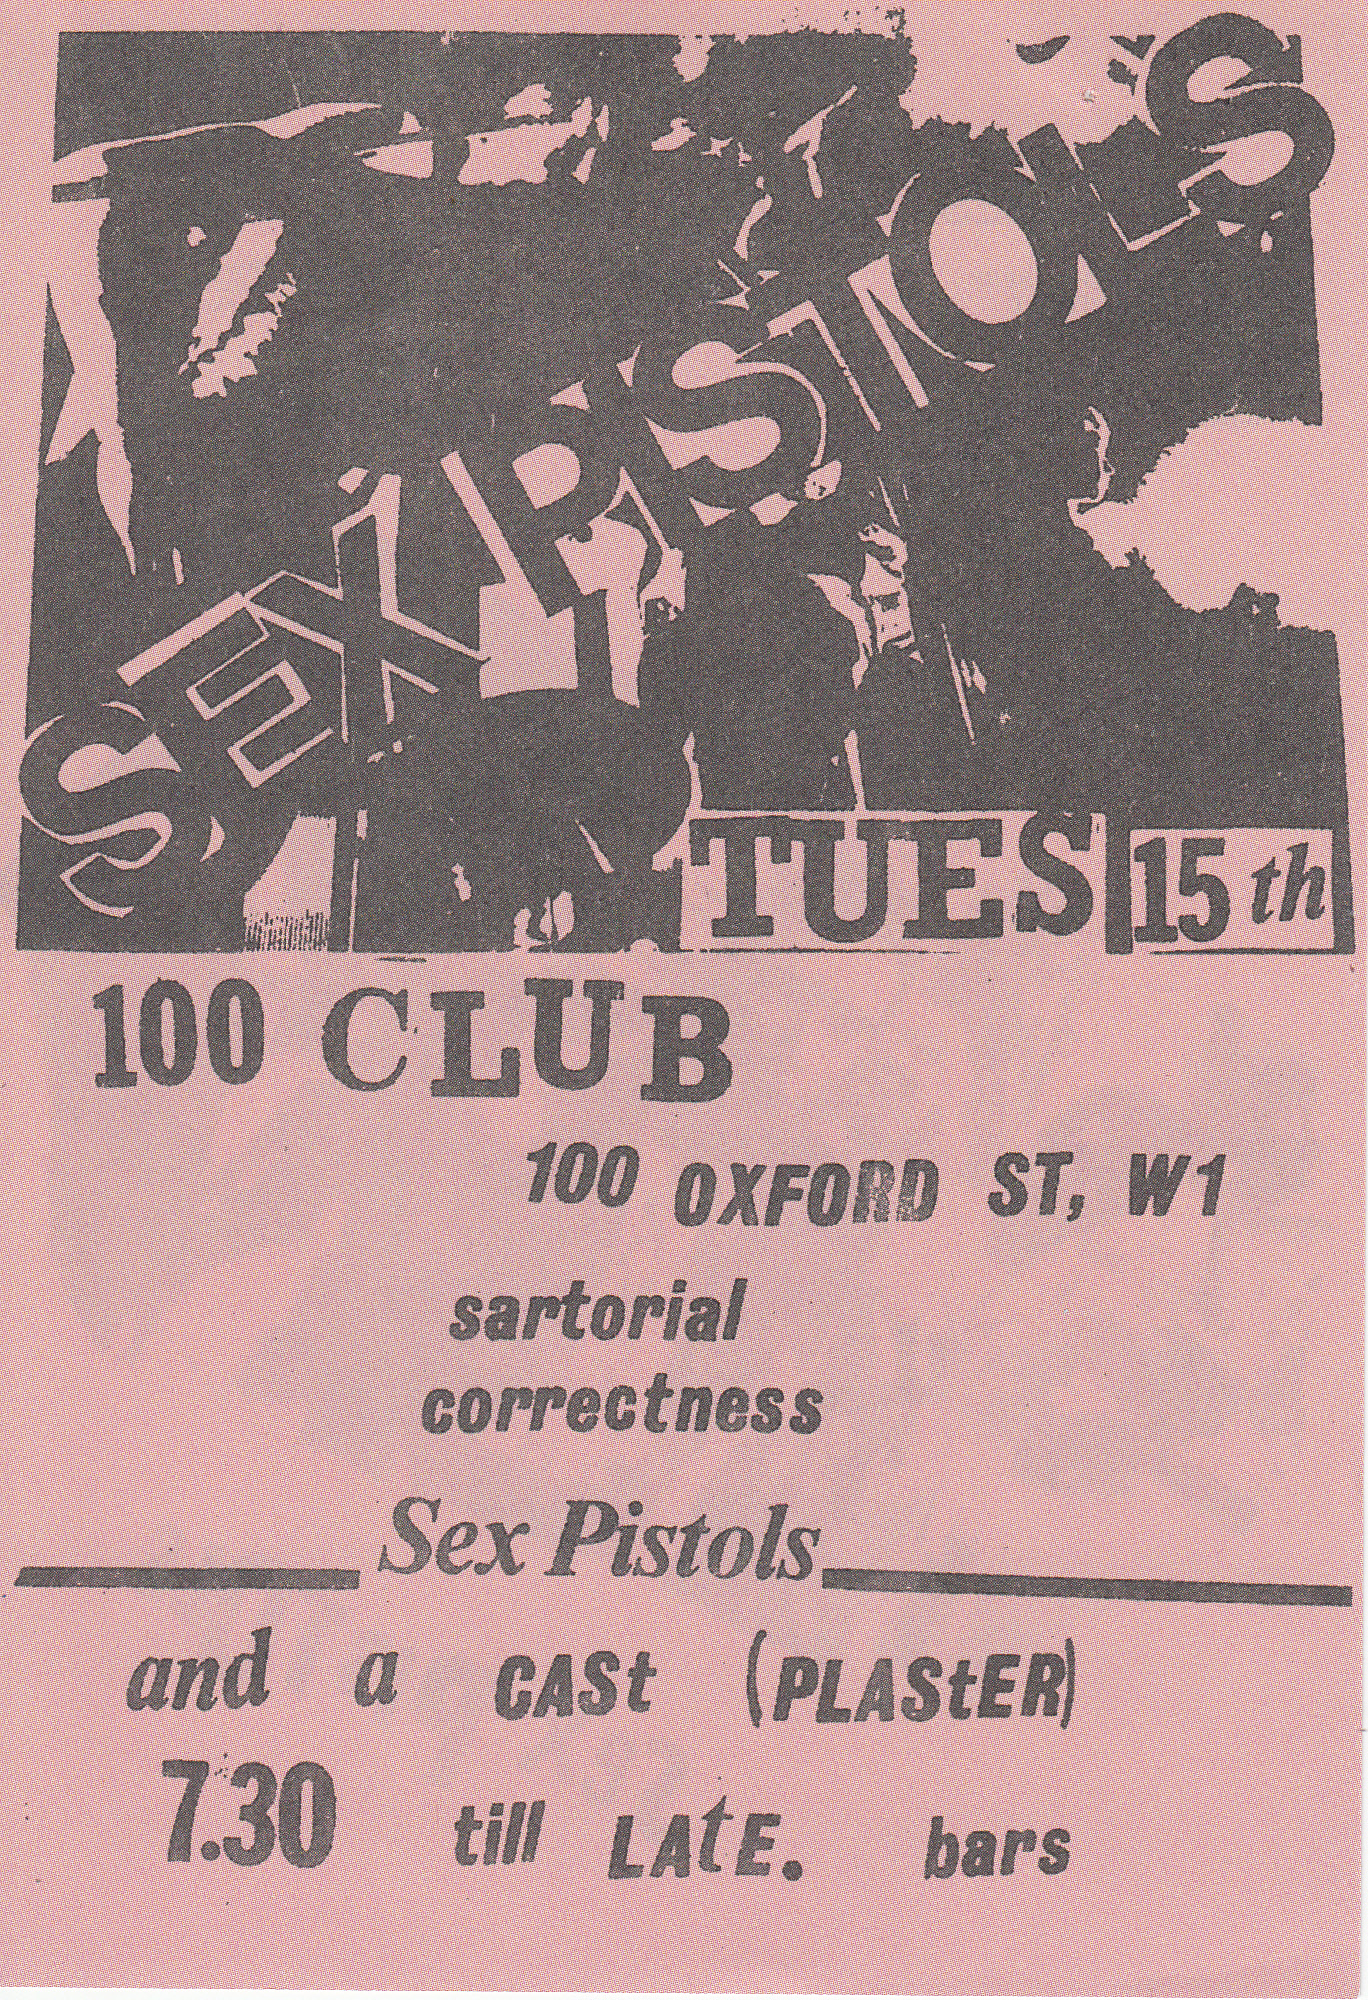 SEX PISTOLS
TUES 15th
100 CLUB
100 OXFORD ST, W1
sartorial
correctness
Sex Pistols
and a CASt (PLAStER)
7.30 till LAtE. bars